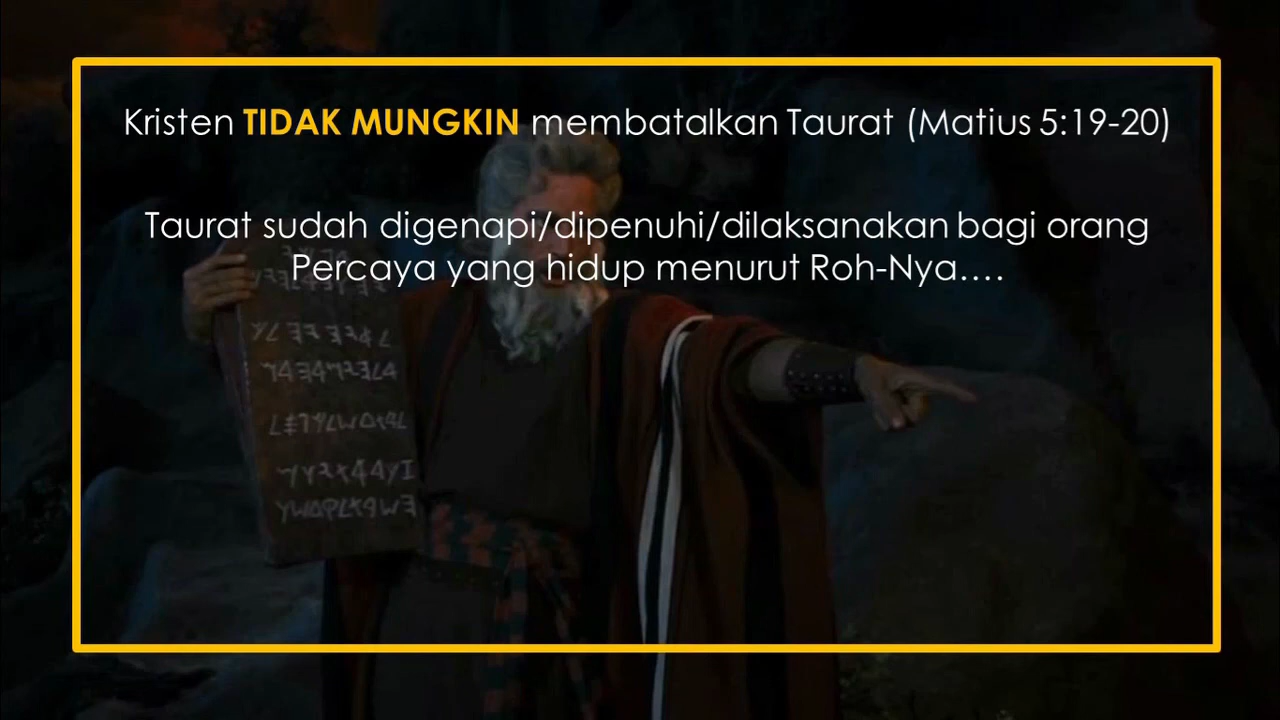 Kristen TIDAK MUNGKIN membatalkan Taurat (Matius 5:19-20)
Taurat sudah digenapi/dipenuhi/dilaksanakan bagi orang
Percaya yang hidup menurut Roh-Nya....